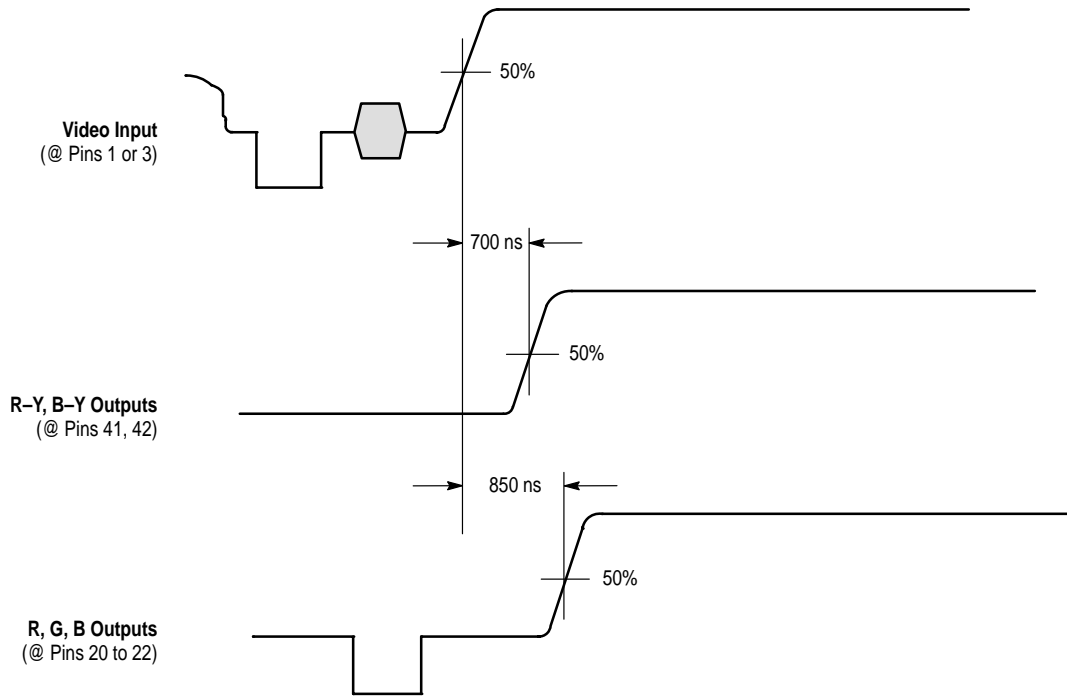 50%
Video Input
(@ Pins 1 or 3)
700 ns
50%
R–Y, B–Y Outputs
(@ Pins 41, 42)
850 ns
50%
R, G, B Outputs
(@ Pins 20 to 22)